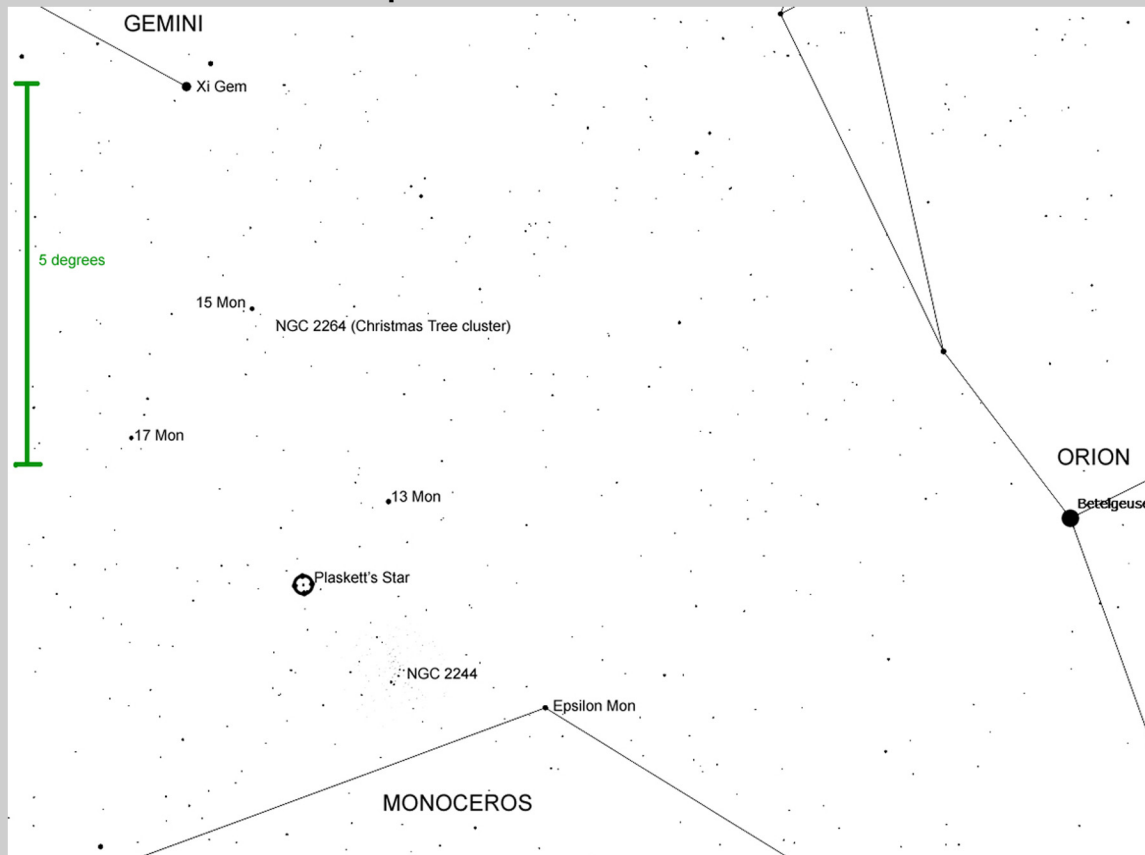 GEMINI
Xi Gem
5 degrees
15 Mon
NGC 2264 (Christmas Tree cluster)
17 Mon
ORION
13 Mon
Betelgeuse
Plaskett's Star
NGC 2244
Epsilon Mon
MONOCEROS